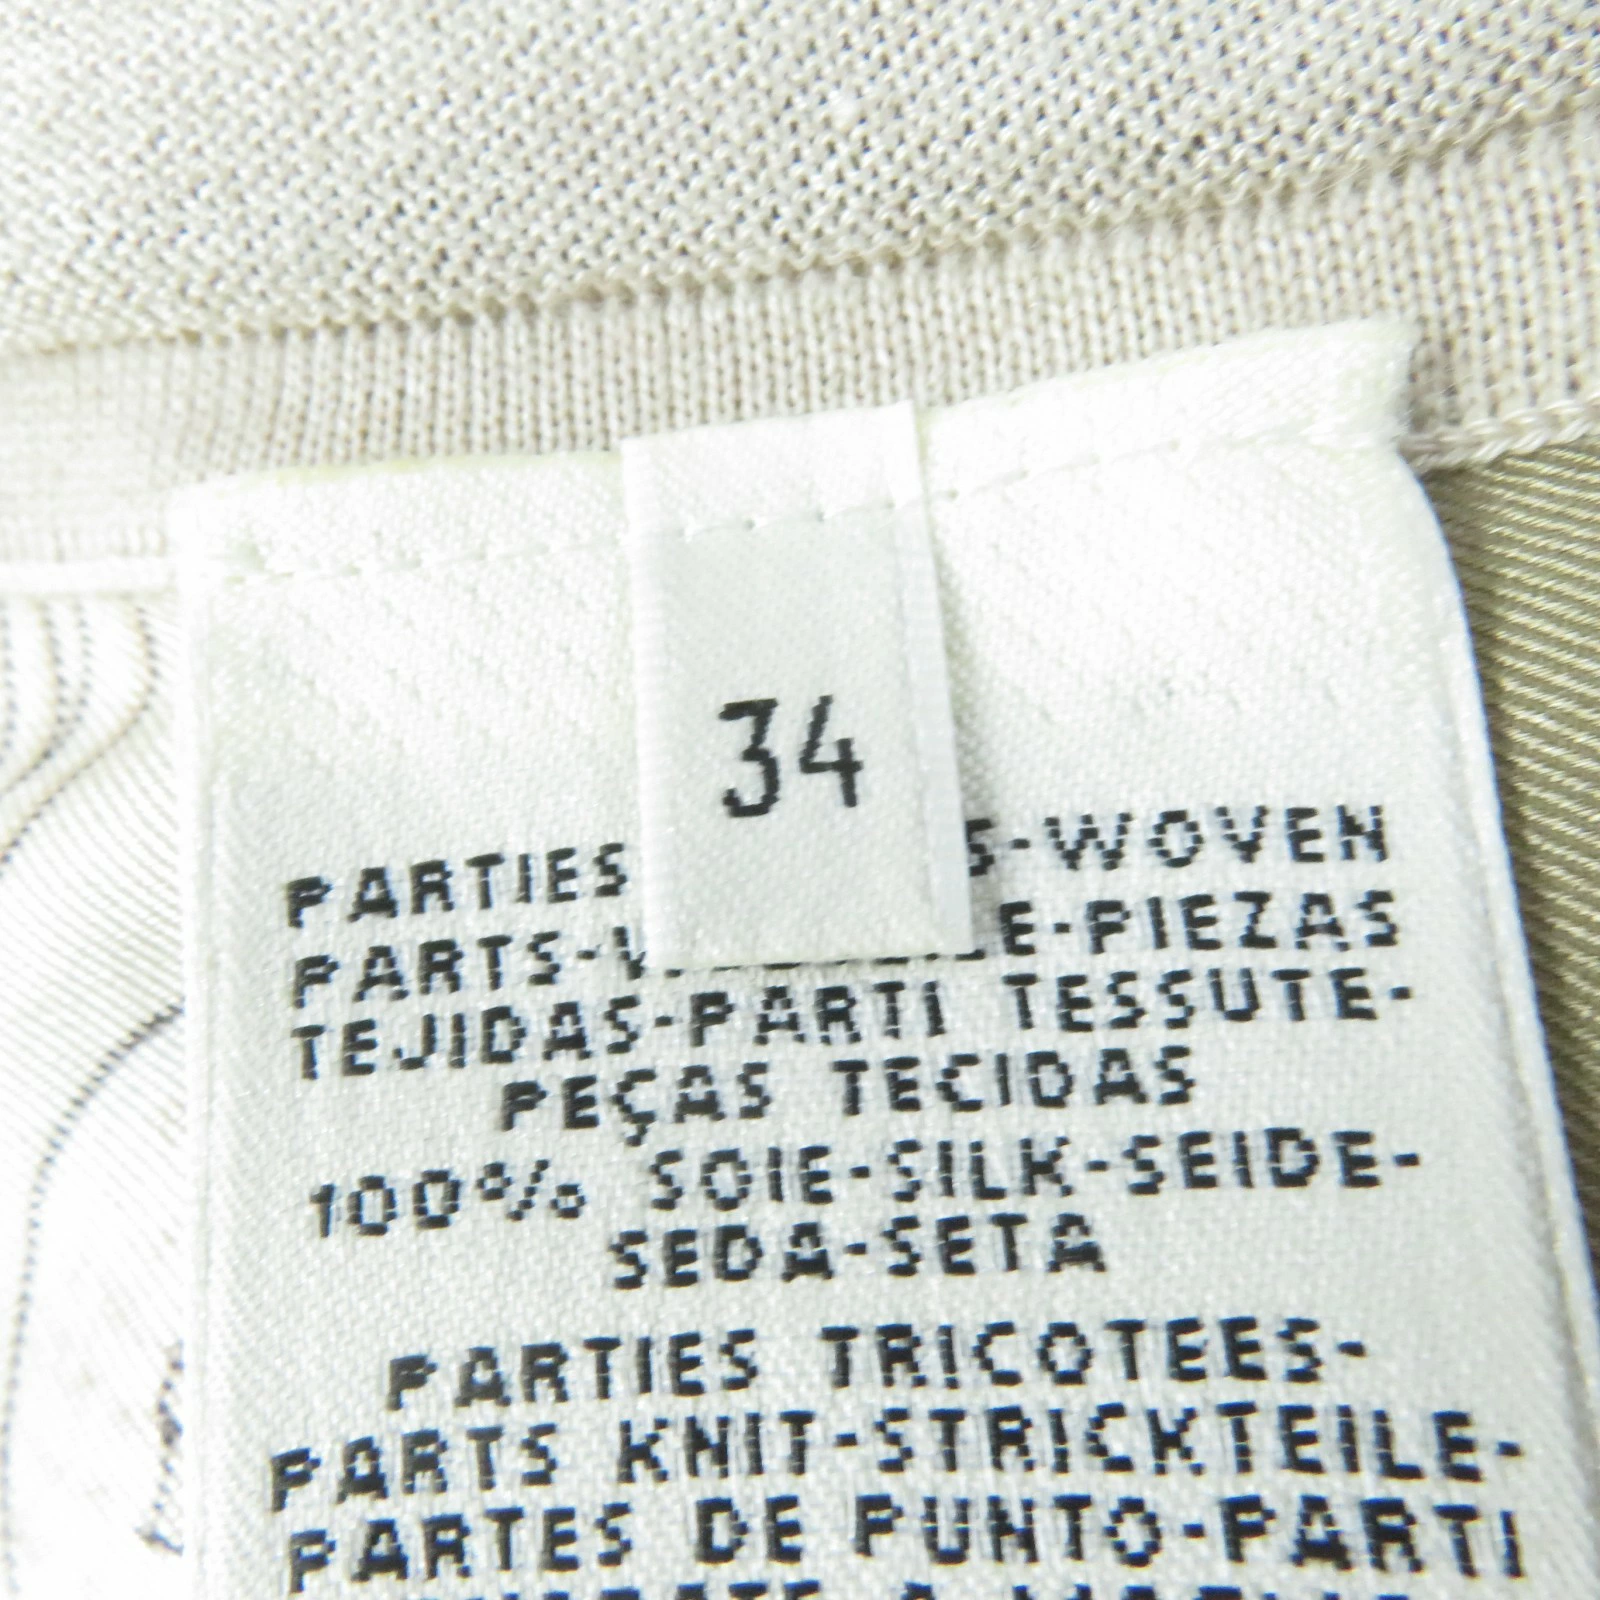 34
PARTIES S-WOVEN
PARTS- E-PIEZAS
TEJIDAS-PARTI TESSUTE-
PEÇAS TECIDAS
100% SOIE-SILK-SEIDE-
SEDA-SETA
PARTIES TRICOTEES-
PARTS KNIT-STRICKTEILE-
PARTES DE PUNTO-PARTI